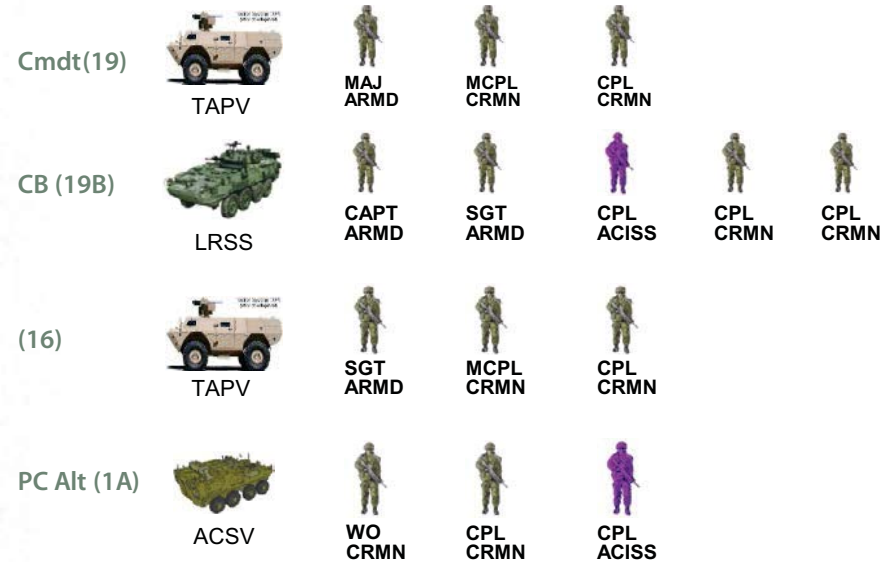 Cmdt(19)
TAPV
MAJ
ARMD
MCPL
CRMN
CPL
CRMN
CB (19B)
LRSS
CAPT
ARMD
SGT
ARMD
CPL
ACISS
CPL
CRMN
CPL
CRMN
(16)
TAPV
SGT
ARMD
MCPL
CRMN
CPL
CRMN
PC Alt (1A)
ACSV
WO
CRMN
CPL
CRMN
CPL
ACISS